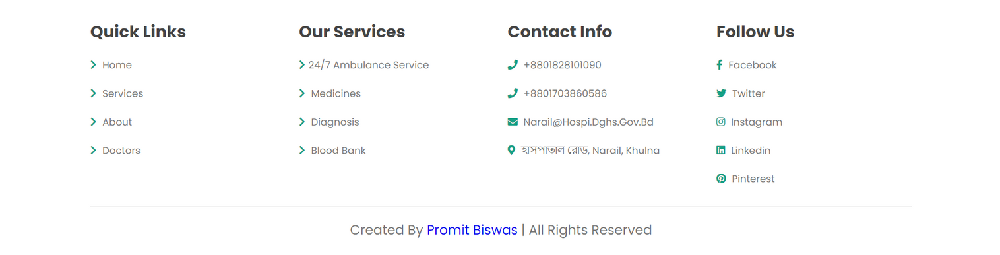 Quick Links
Home
Services
About
Doctors
Our Services
24/7 Ambulance Service
Medicines
Diagnosis
Blood Bank
Contact Info
+8801828101090
+8801703860586
Narail@Hospi.Dghs.Gov.Bd
হাসপাতাল রোড, Narail, Khulna
Follow Us
Facebook
Twitter
Instagram
Linkedin
Pinterest
Created By Promit Biswas | All Rights Reserved